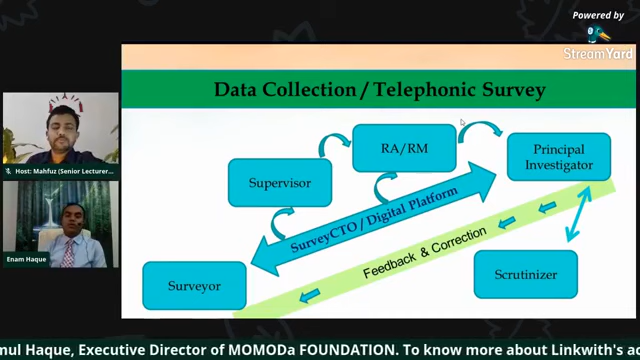 Powered by
StreamYard
Data Collection / Telephonic Survey
RA/RM
Principal
Investigator
Supervisor
SurveyCTO / Digital Platform
Feedback & Correction
Surveyor
Scrutinizer
Host: Mahfuz (Senior Lecturer...
Enam Haque
mul Haque, Executive Director of MOMODa FOUNDATION. To know more about Linkwith's ac